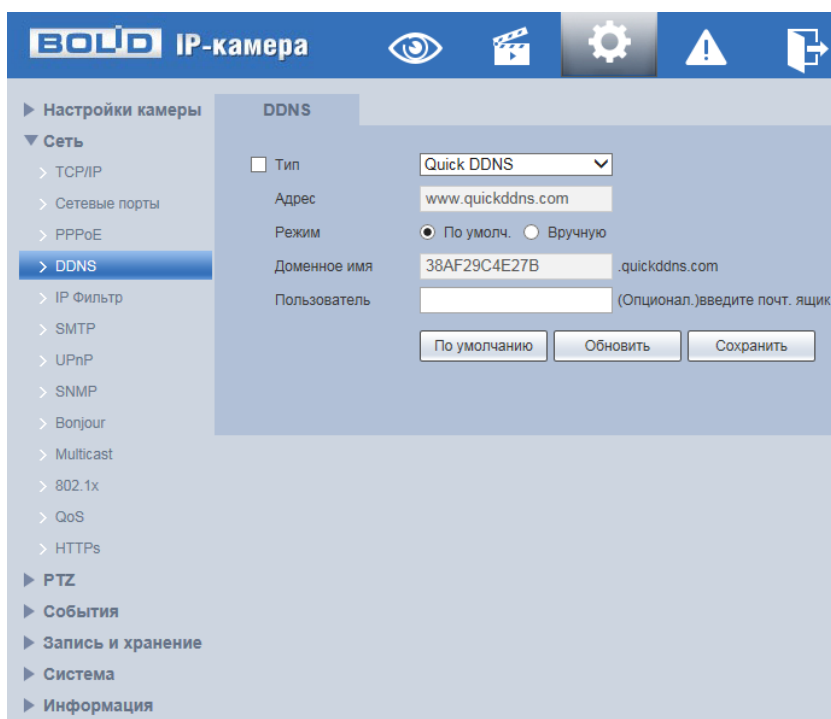 BOLID IP-камера
Настройки камеры
Сеть
TCP/IP
Сетевые порты
PPPoE
DDNS
IP Фильтр
SMTP
UPnP
SNMP
Bonjour
Multicast
802.1x
QoS
HTTPs
PTZ
События
Запись и хранение
Система
Информация
DDNS
Тип Quick DDNS
Адрес www.quickddns.com
Режим По умолч. Вручную
Доменное имя 38AF29C4E27B .quickddns.com
Пользователь (Опционал.)введите почт. ящик
По умолчанию Обновить Сохранить